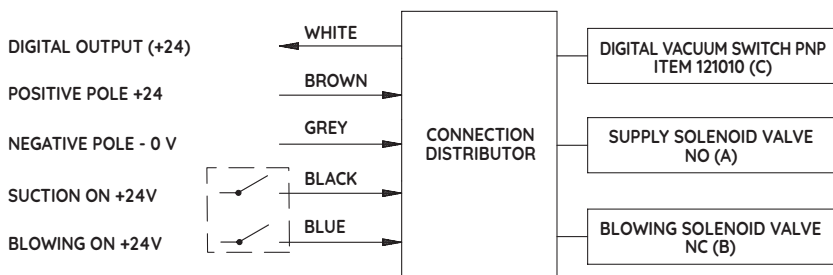 DIGITAL OUTPUT (+24)
WHITE
POSITIVE POLE +24
BROWN
NEGATIVE POLE - 0 V
GREY
SUCTION ON +24V
BLACK
BLOWING ON +24V
BLUE
CONNECTION
DISTRIBUTOR
DIGITAL VACUUM SWITCH PNP
ITEM 121010 (C)
SUPPLY SOLENOID VALVE
NO (A)
BLOWING SOLENOID VALVE
NC (B)